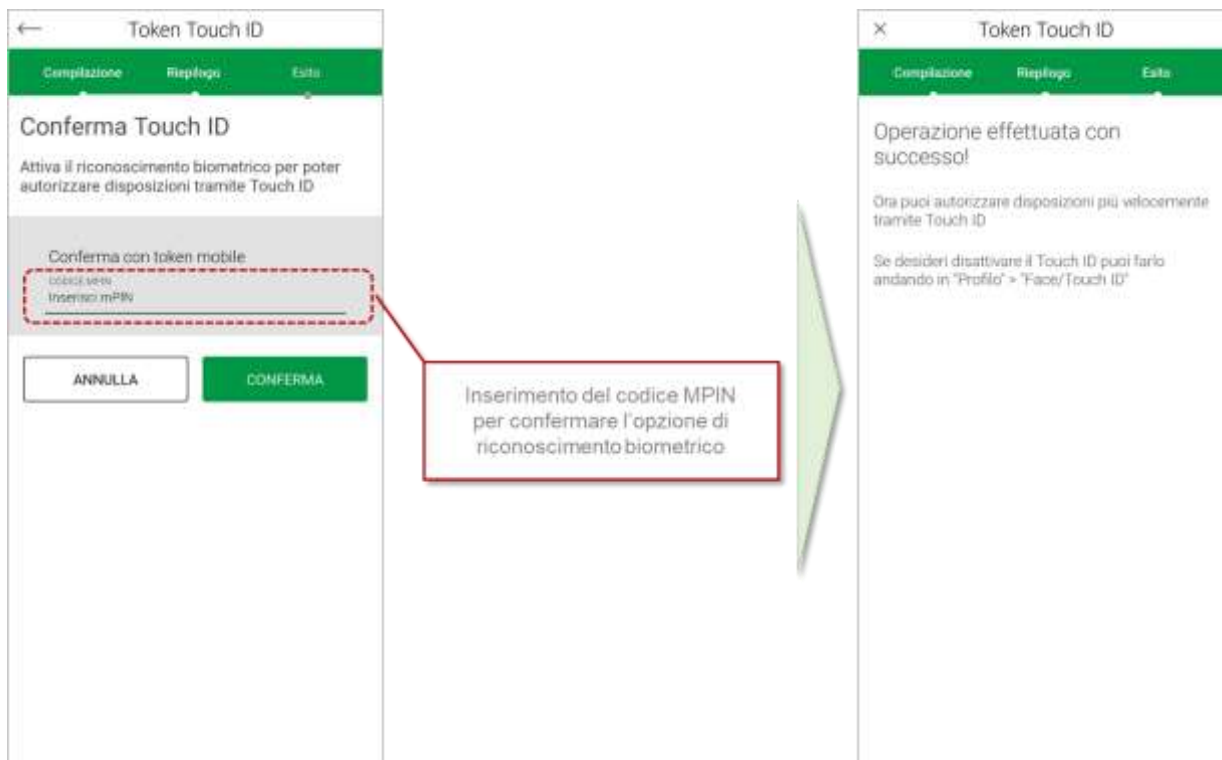 Token Touch ID
Compilazione Riepilogo Esito
Conferma Touch ID
Attiva il riconoscimento biometrico per poter
autorizzare disposizioni tramite Touch ID
Conferma con token mobile
CODICE MPIN
Inserisci mPIN
ANNULLA CONFERMA
Inserimento del codice MPIN
per confermare l'opzione di
riconoscimento biometrico
Token Touch ID
Compilazione Riepilogo Esito
Operazione effettuata con
successo!
Ora puoi autorizzare disposizioni più velocemente
tramite Touch ID
Se desideri disattivare il Touch ID puoi farlo
andando in "Profilo" > "Face/Touch ID"